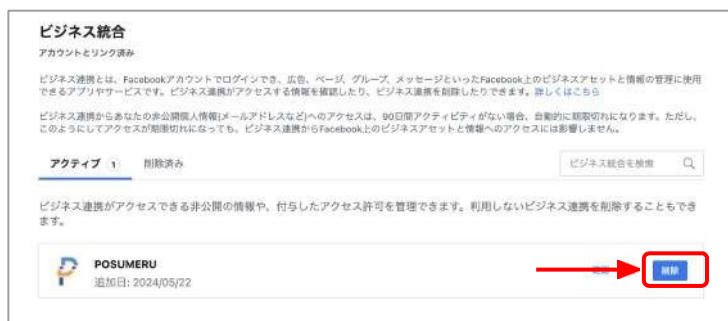 ビジネス統合
アカウントとリンク済み
ビジネス連携とは、Facebookアカウントでログインでき、広告、ページ、グループ、メッセージといったFacebook上のビジネスアセットと情報の管理に使用
できるアプリやサービスです。ビジネス連携がアクセスする情報を確認したり、ビジネス連携を削除したりできます。詳しくはこちら
ビジネス連携からあなたの非公開個人情報(メールアドレスなど)へのアクセスは、90日間アクティビティがない場合、自動的に期限切れになります。ただし、
このようにしてアクセスが期限切れになっても、ビジネス連携からFacebook上のビジネスアセットと情報へのアクセスには影響しません。
アクティブ 1 削除済み ビジネス統合を検索
ビジネス連携がアクセスできる非公開の情報や、付与したアクセス許可を管理できます。利用しないビジネス連携を削除することもでき
ます。
POSUMERU
削除
追加日: 2024/05/22